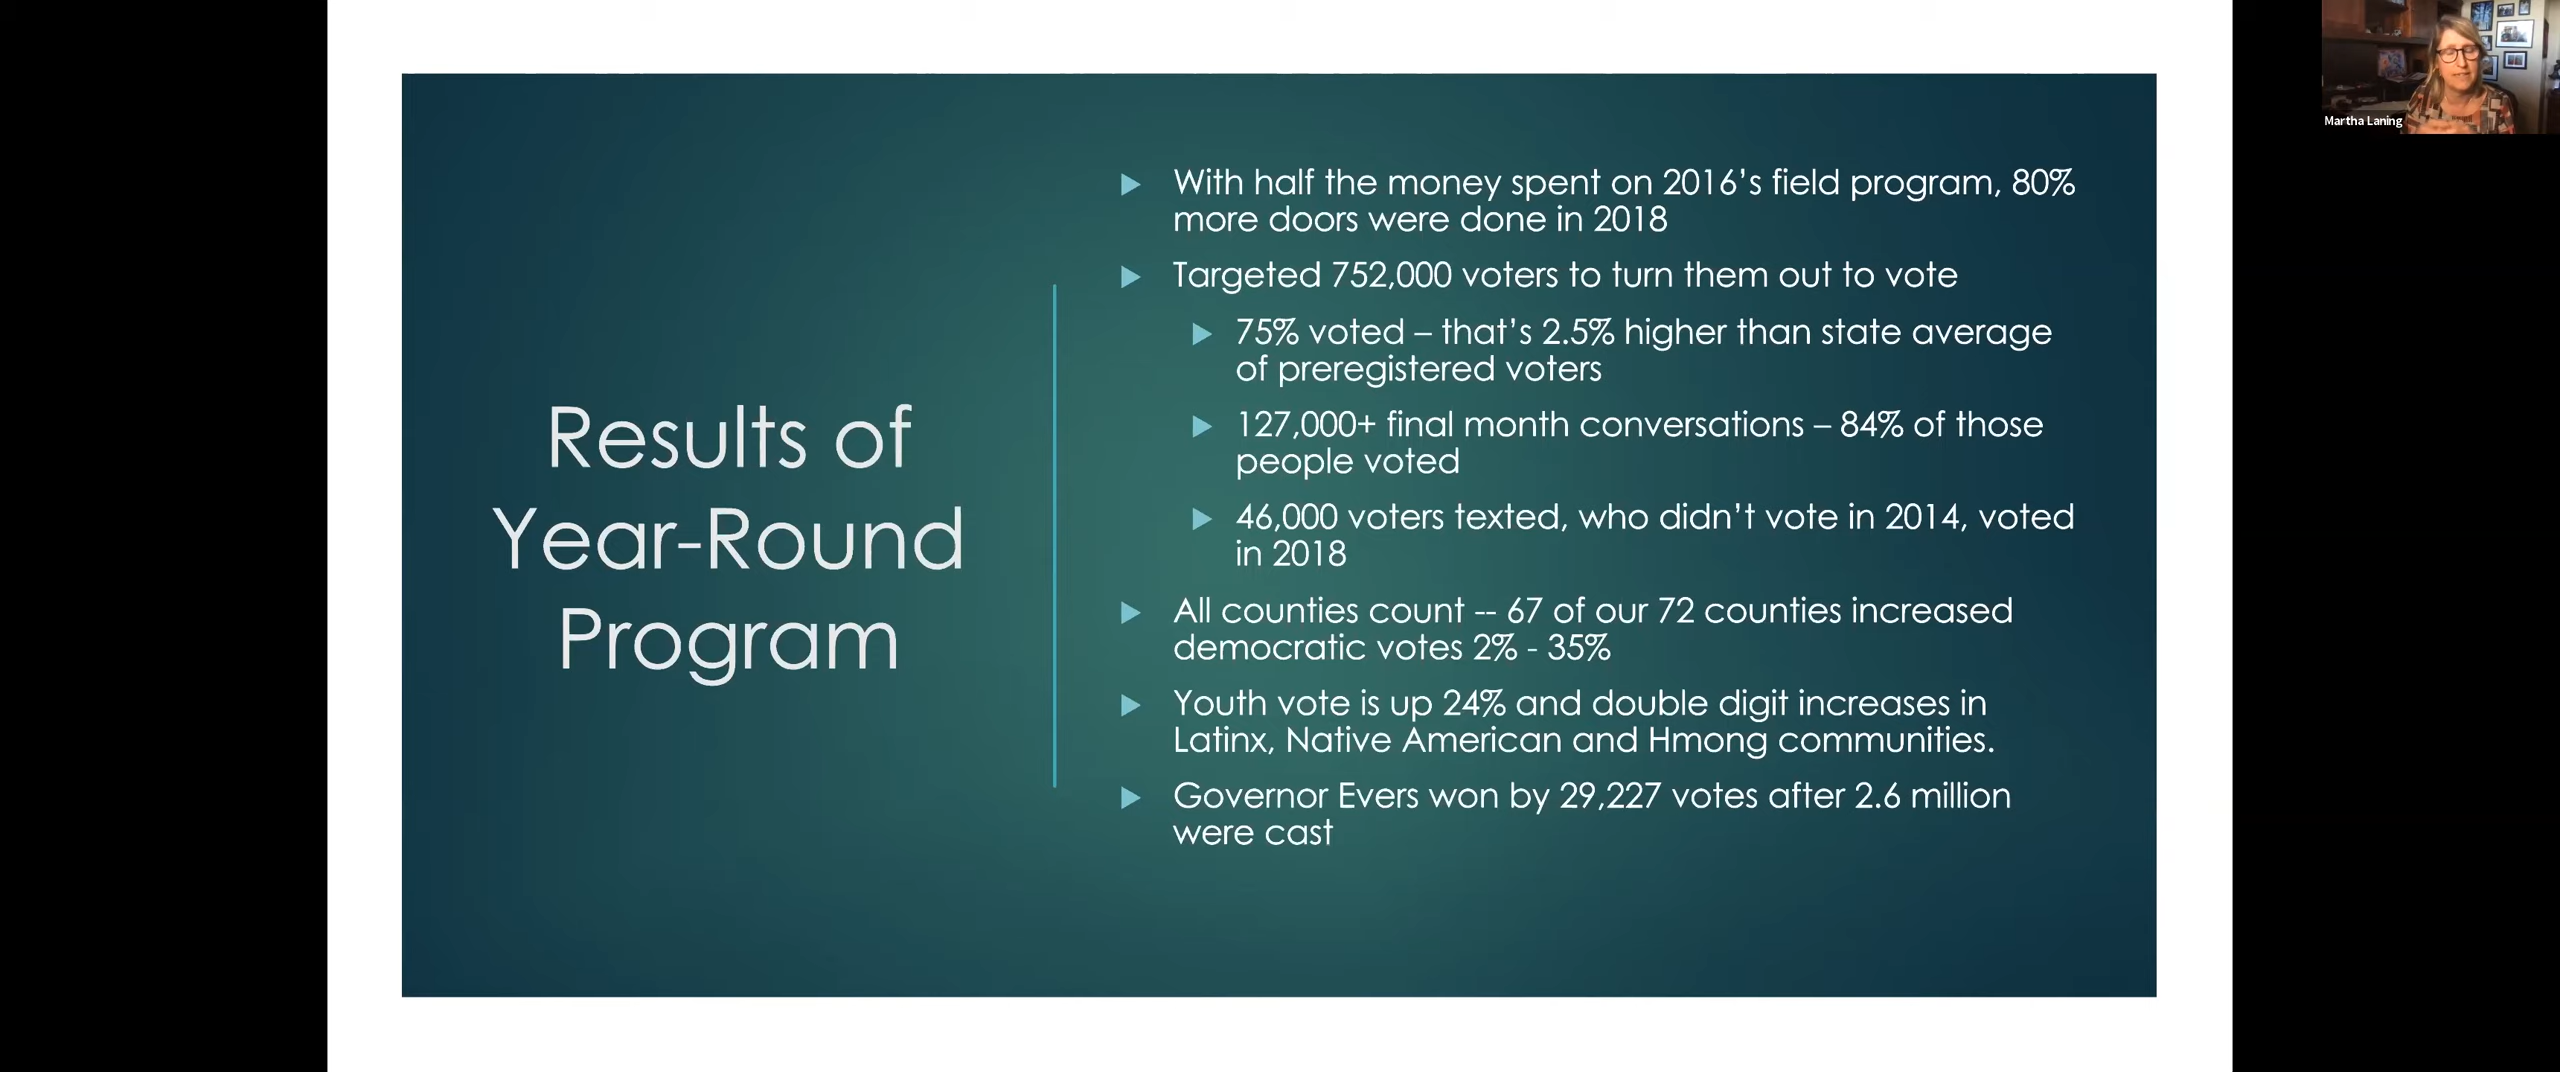 Results of
Year-Round
Program
With half the money spent on 2016's field program, 80%
more doors were done in 2018
Targeted 752,000 voters to turn them out to vote
75% voted – that's 2.5% higher than state average
of preregistered voters
127,000+ final month conversations – 84% of those
people voted
46,000 voters texted, who didn't vote in 2014, voted
in 2018
All counties count -- 67 of our 72 counties increased
democratic votes 2% - 35%
Youth vote is up 24% and double digit increases in
Latinx, Native American and Hmong communities.
Governor Evers won by 29,227 votes after 2.6 million
were cast
Martha Laning